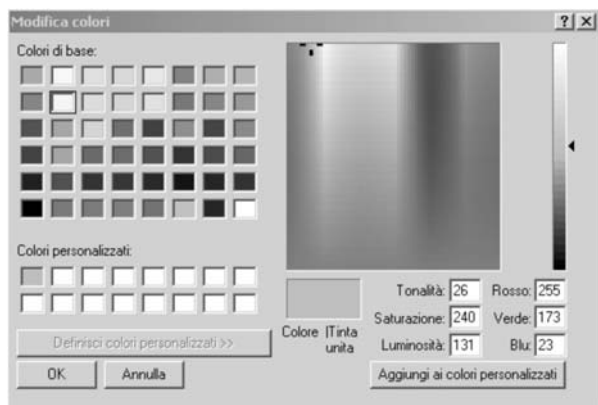 Modifica colori
Colori di base:
Colori personalizzati:
Definisci colori personalizzati >>
OK
Annulla
Colore |Tinta
unita
Tonalità: 26
Saturazione: 240
Luminosità: 131
Rosso: 255
Verde: 173
Blu: 23
Aggiungi ai colori personalizzati